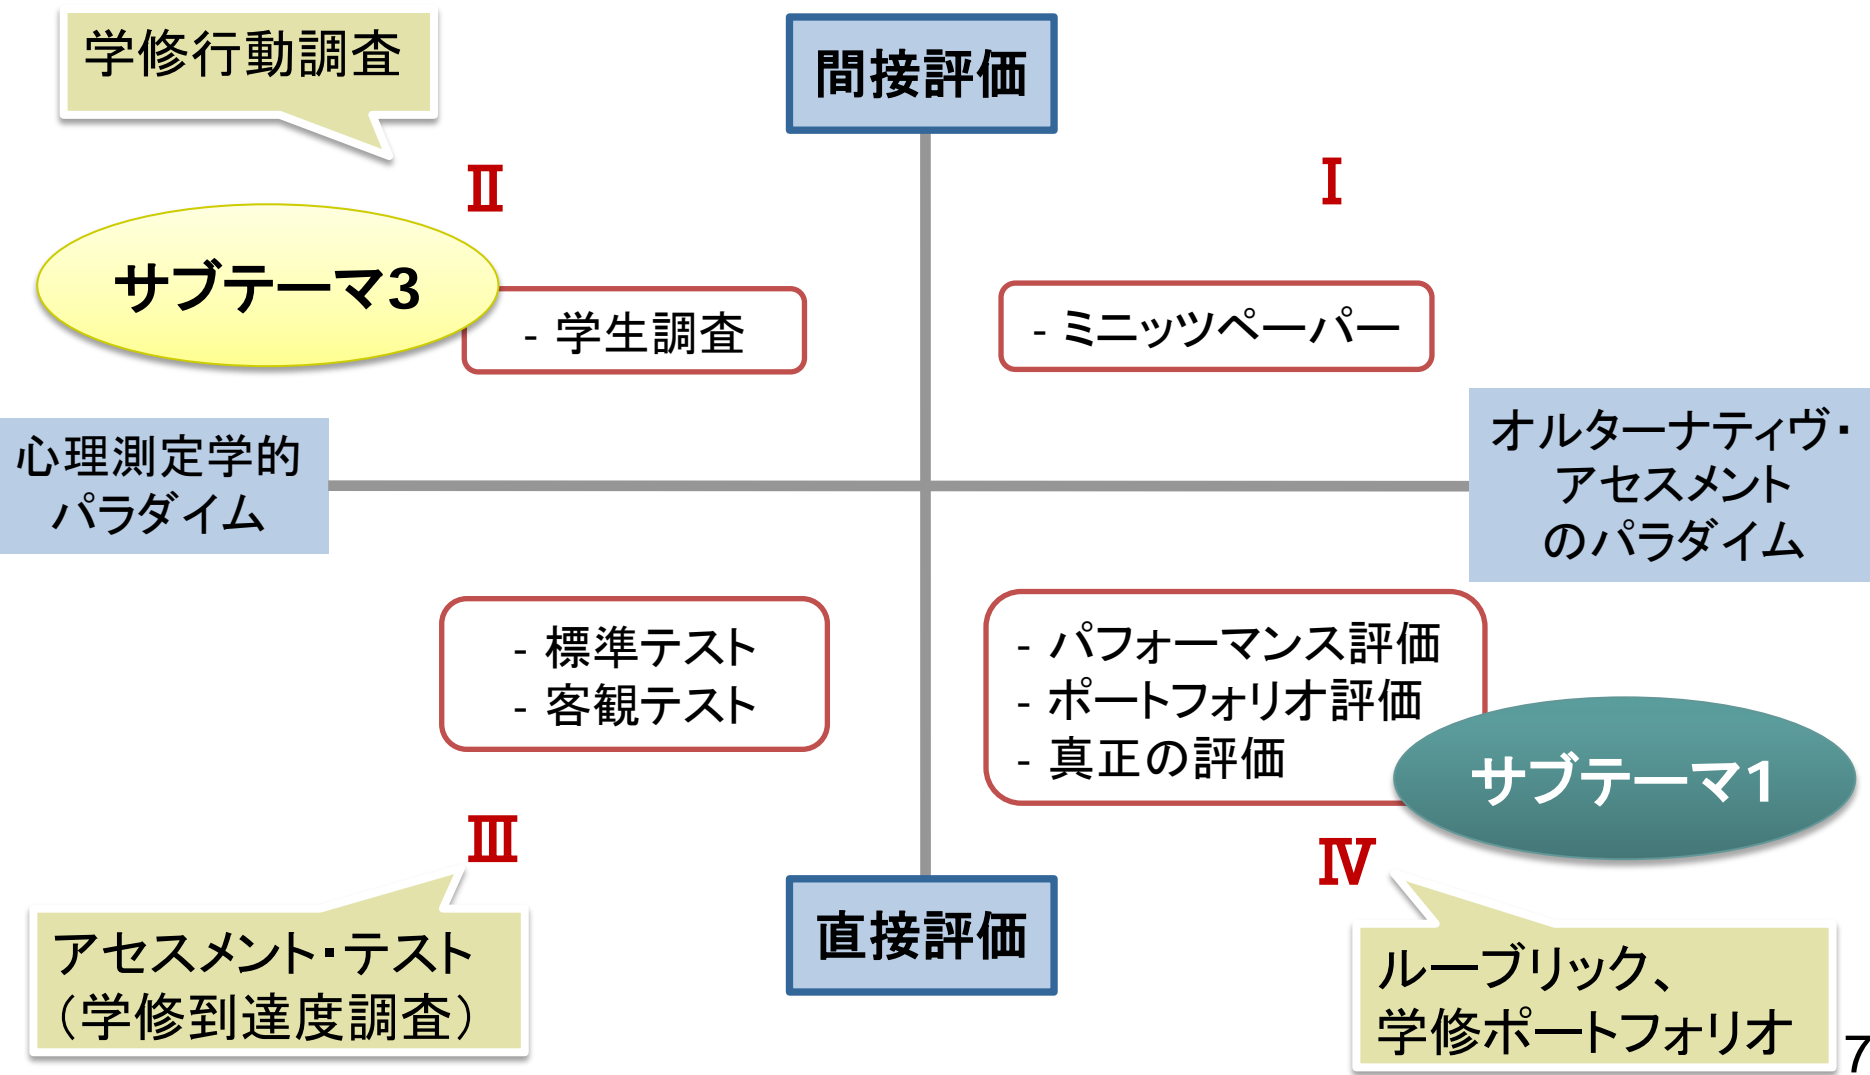 学修行動調査
間接評価
Ⅱ
Ⅰ
サブテーマ3
- 学生調査
- ミニッツペーパー
心理測定学的
パラダイム
オルターナティヴ・
アセスメント
のパラダイム
- 標準テスト
- 客観テスト
- パフォーマンス評価
- ポートフォリオ評価
- 真正の評価
サブテーマ1
Ⅲ
Ⅳ
直接評価
アセスメント・テスト
（学修到達度調査）
ルーブリック、
学修ポートフォリオ
7